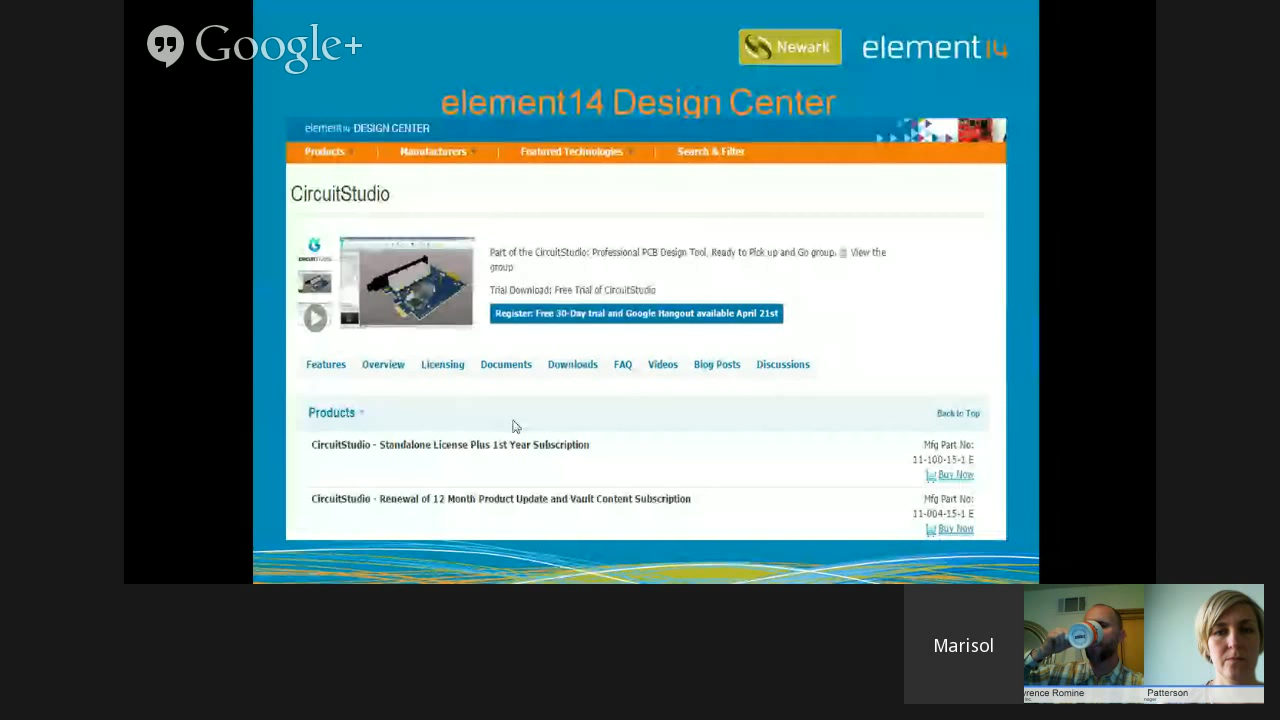 Google+
Newark
element14
element14 Design Center
element14 DESIGN CENTER
Products
Manufacturers
Featured Technologies
Search & Filter
CircuitStudio
Part of the CircuitStudio: Professional PCB Design Tool, Ready to Pick up and Go group. View the
group
Trial Download: Free Trial of CircuitStudio
Register: Free 30-Day trial and Google Hangout available April 21st
Features Overview Licensing Documents Downloads FAQ Videos Blog Posts Discussions
Products
Back to Top
CircuitStudio - Standalone License Plus 1st Year Subscription
Mfg Part No:
11-100-15-1 E
Buy Now
CircuitStudio - Renewal of 12 Month Product Update and Vault Content Subscription
Mfg Part No:
11-004-15-1 E
Buy Now
Marisol
Romine
Patterson